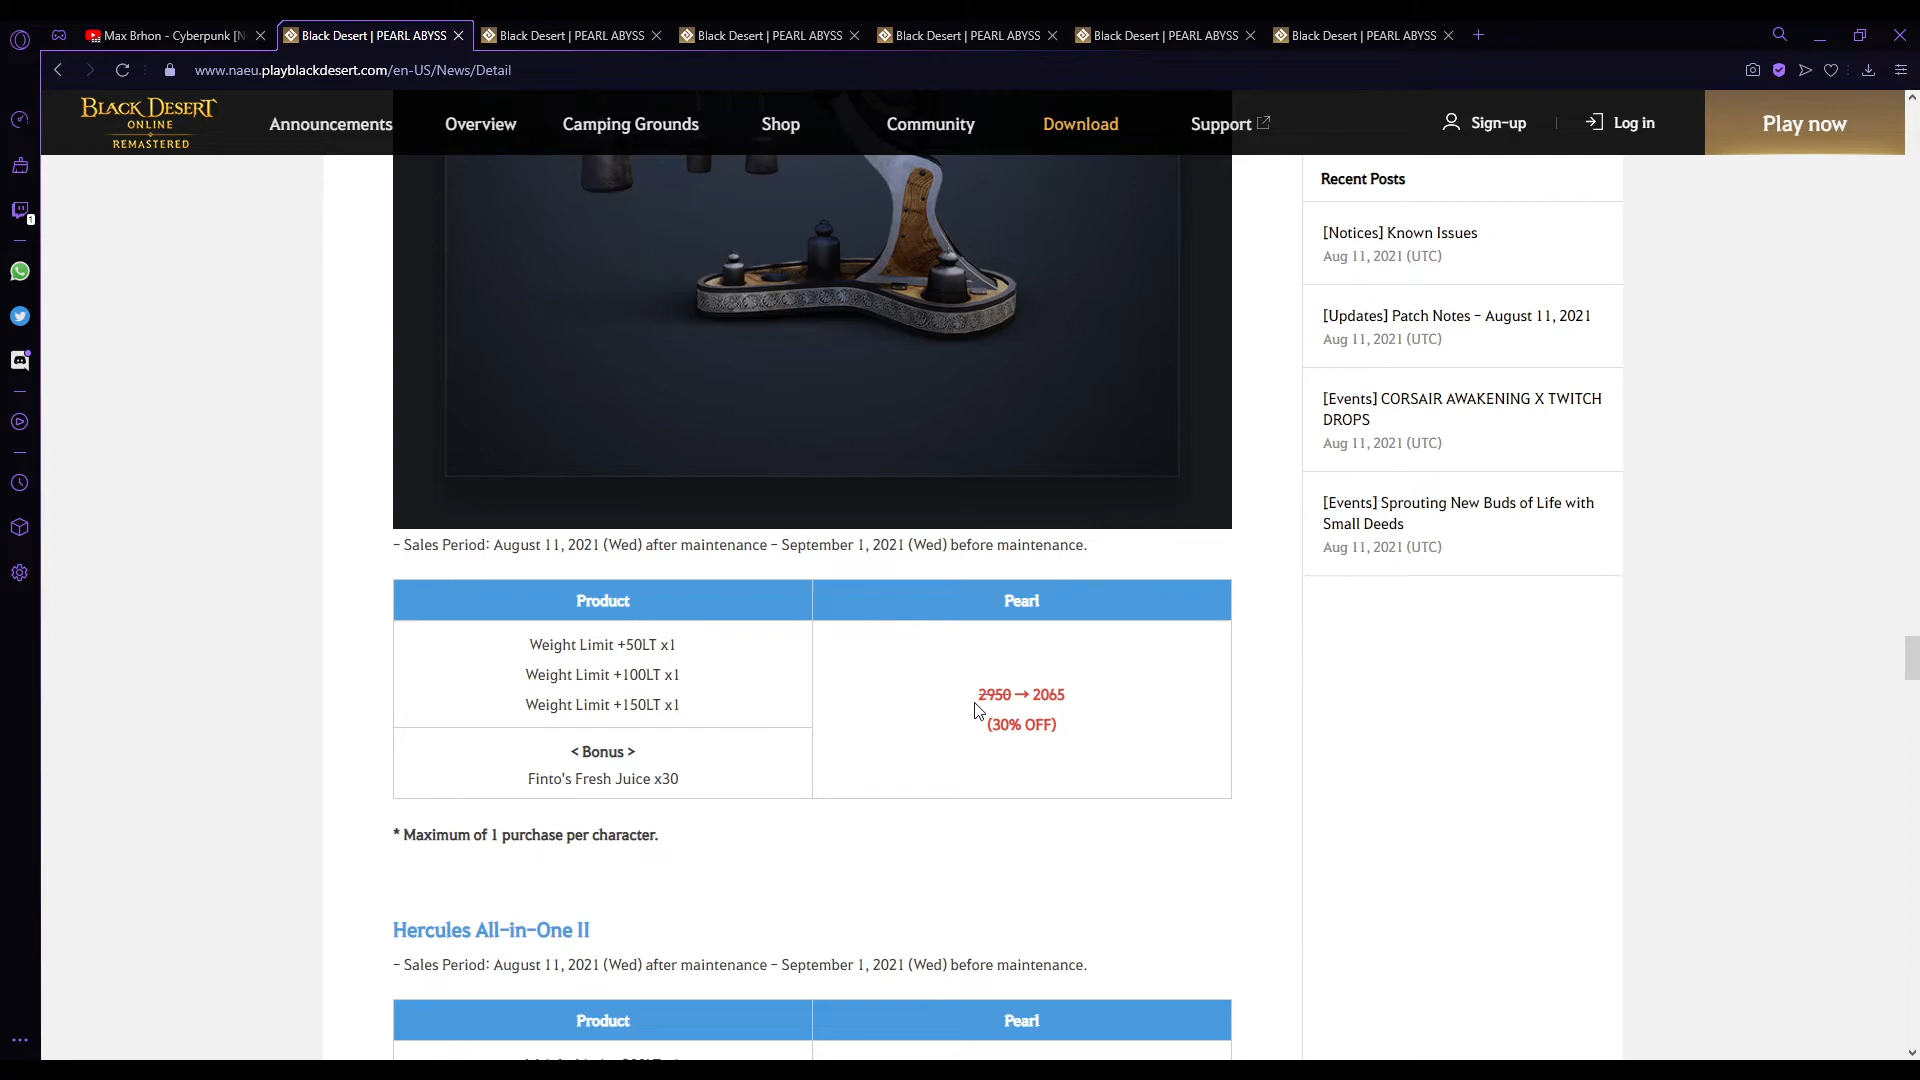 Max Brhon - Cyberpunk [N
Black Desert | PEARL ABYSS
Black Desert | PEARL ABYSS
Black Desert | PEARL ABYSS
Black Desert | PEARL ABYSS
Black Desert | PEARL ABYSS
Black Desert | PEARL ABYSS
www.naeu.playblackdesert.com/en-US/News/Detail
BLACK DESERT
ONLINE
REMASTERED
Announcements
Overview
Camping Grounds
Shop
Community
Download
Support
Sign-up
Log in
Play now
1
Recent Posts
[Notices] Known Issues
Aug 11, 2021 (UTC)
[Updates] Patch Notes - August 11, 2021
Aug 11, 2021 (UTC)
[Events] CORSAIR AWAKENING X TWITCH
DROPS
Aug 11, 2021 (UTC)
[Events] Sprouting New Buds of Life with
Small Deeds
Aug 11, 2021 (UTC)
- Sales Period: August 11, 2021 (Wed) after maintenance - September 1, 2021 (Wed) before maintenance.
Product
Pearl
Weight Limit +50LT x1
Weight Limit +100LT x1
Weight Limit +150LT x1
2950 → 2065
(30% OFF)
< Bonus >
Finto's Fresh Juice x30
* Maximum of 1 purchase per character.
Hercules All-in-One II
- Sales Period: August 11, 2021 (Wed) after maintenance - September 1, 2021 (Wed) before maintenance.
Product
Pearl